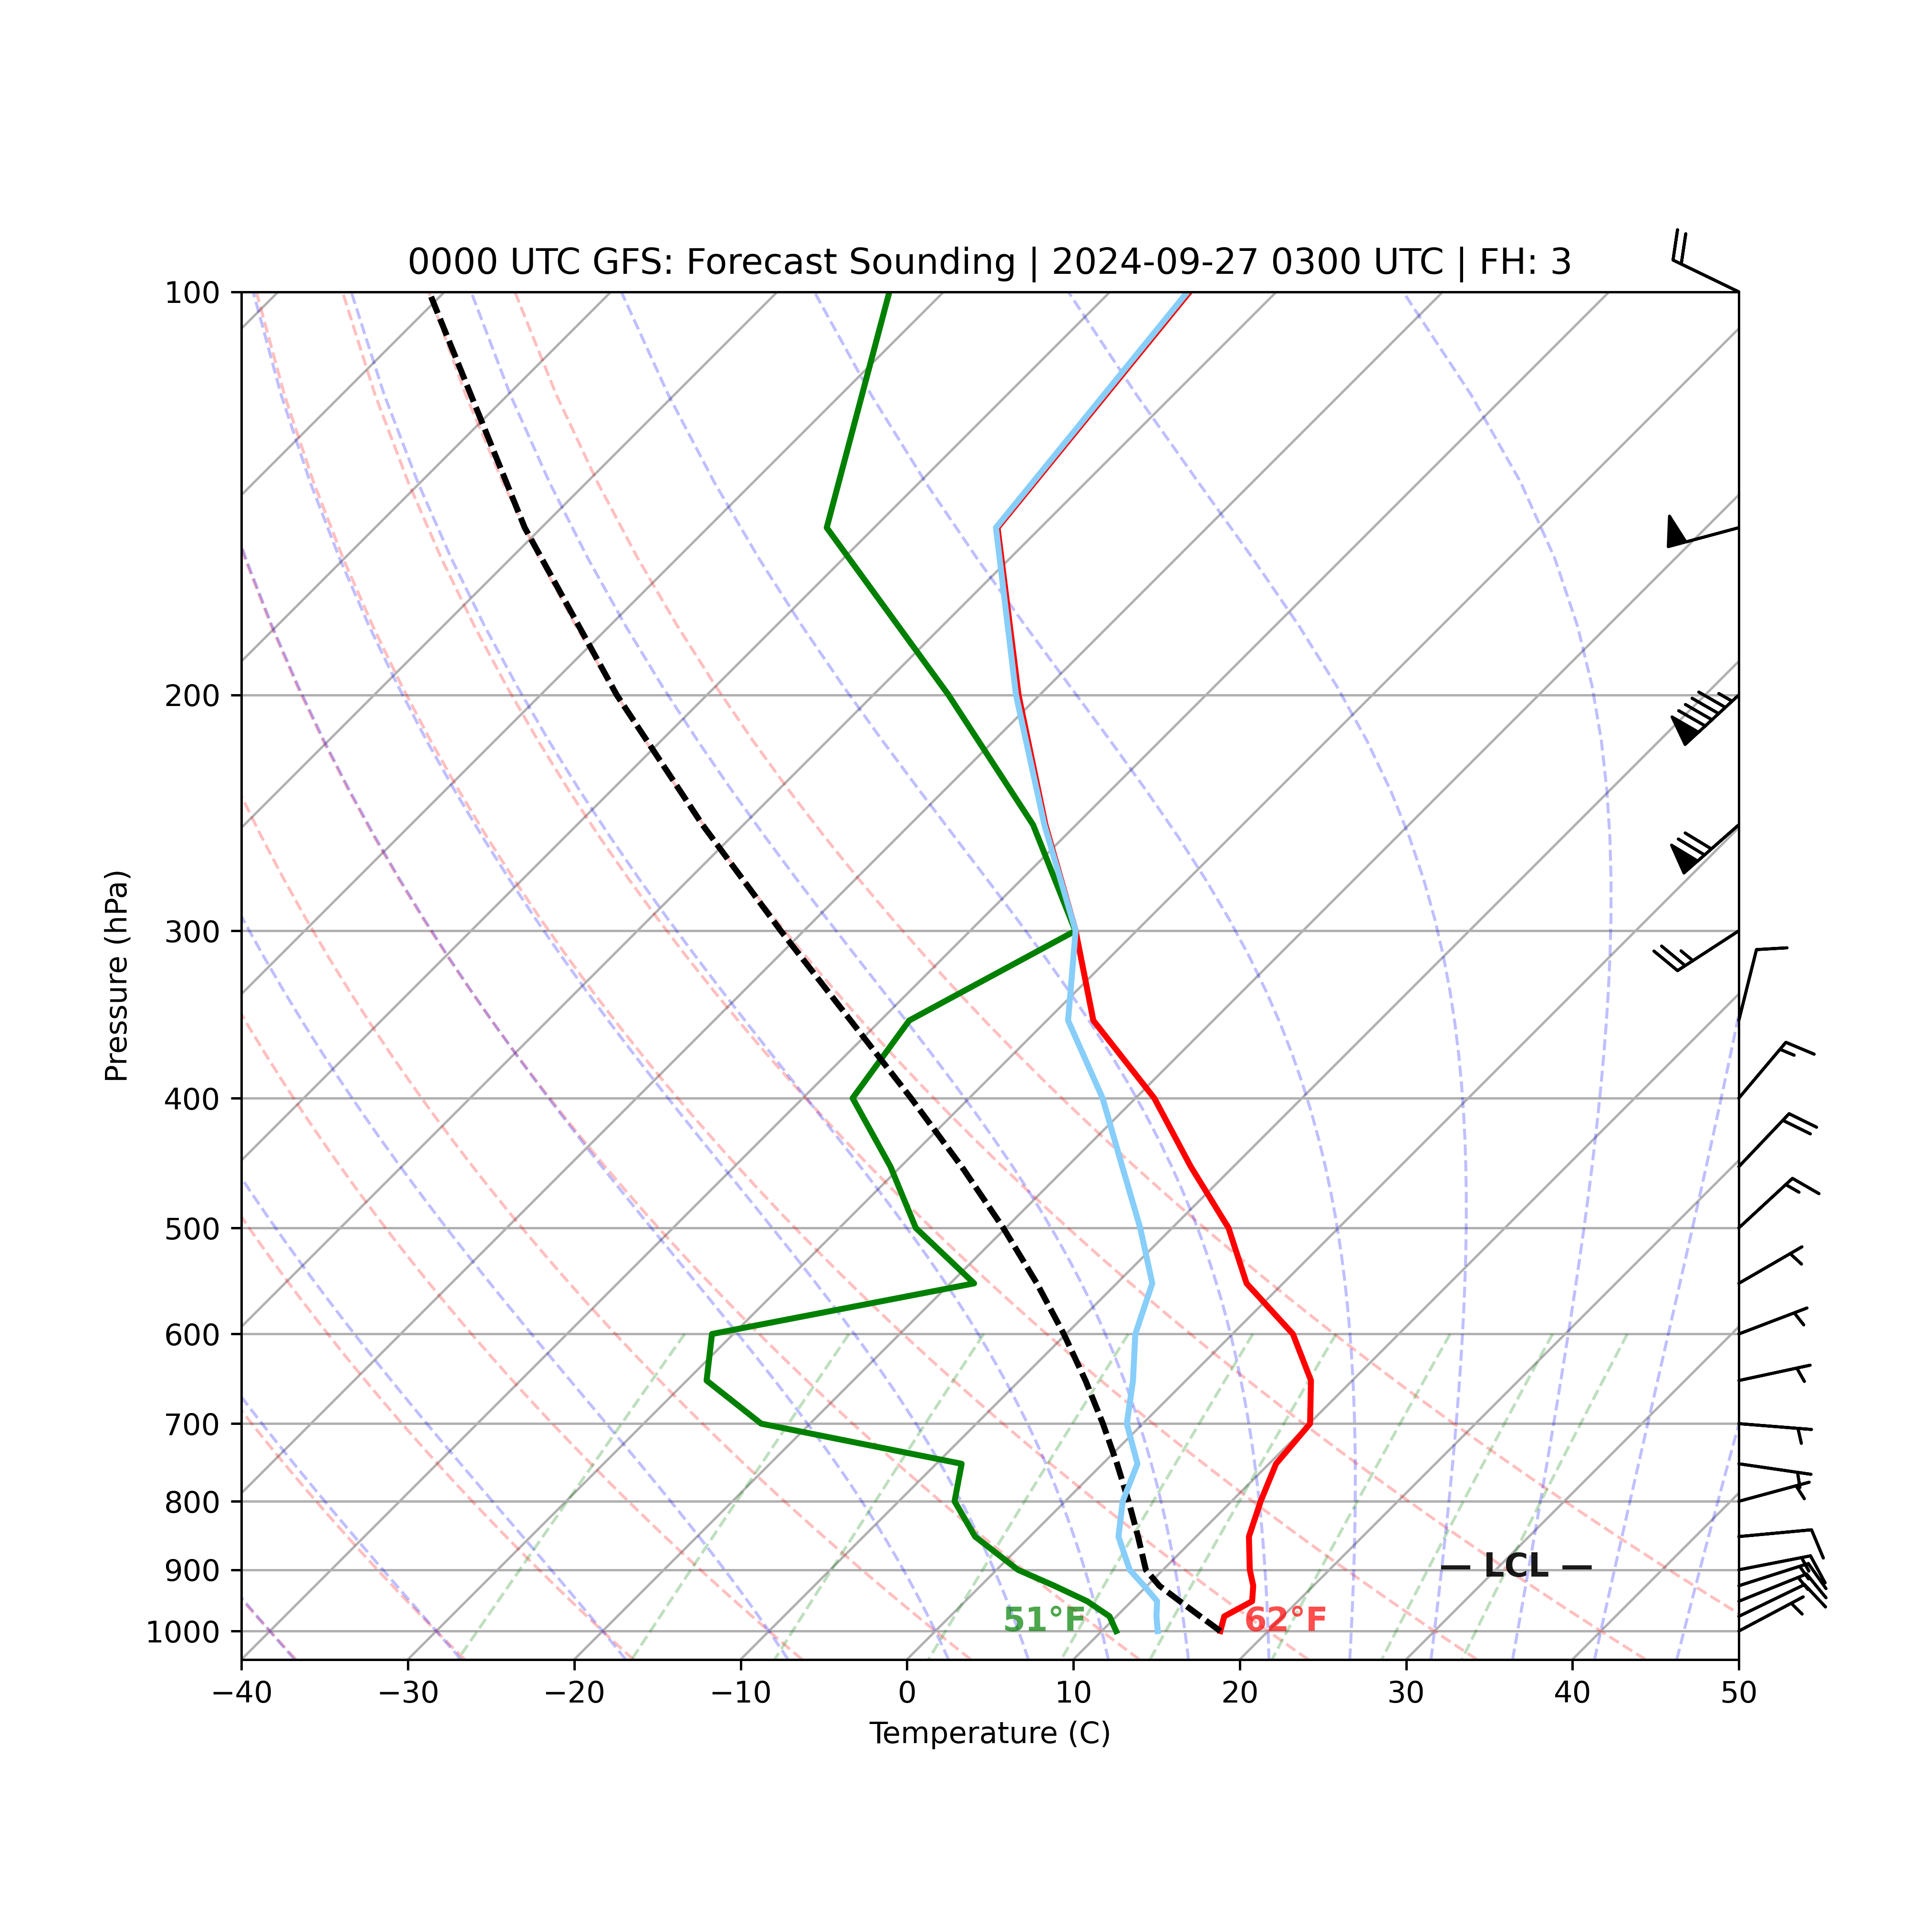 0000 UTC GFS: Forecast Sounding | 2024-09-27 0300 UTC | FH: 3
100
200
300
400
500
600
700
800
900
1000
Pressure (hPa)
— LCL —
51°F
62°F
−40 −30 −20 −10 0 10 20 30 40 50
Temperature (C)